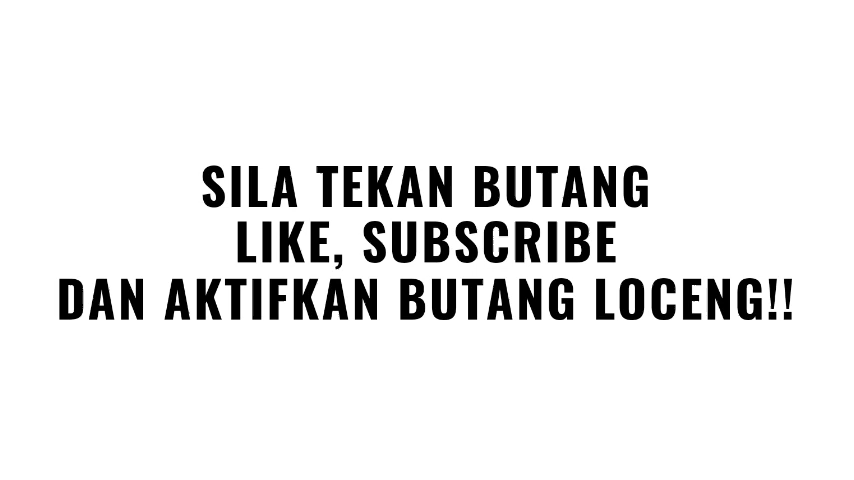 SILA TEKAN BUTANG
LIKE, SUBSCRIBE
DAN AKTIFKAN BUTANG LOCENG!!